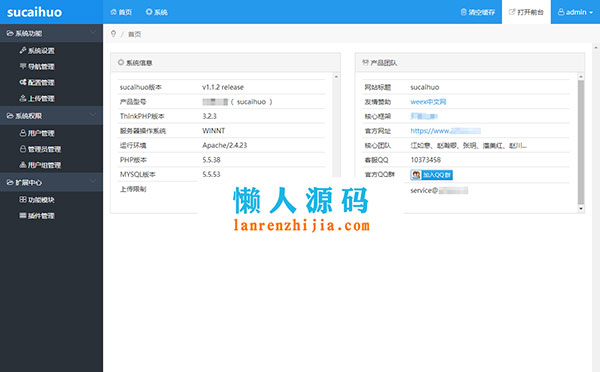 sucaihuo 首页 系统 清空缓存 打开前台 admin
系统功能
系统设置
导航管理
配置管理
上传管理
系统权限
用户管理
管理员管理
用户组管理
扩展中心
功能模块
插件管理
/ 首页
系统信息
sucaihuo版本 v1.1.2 release
产品型号 ( sucaihuo )
ThinkPHP版本 3.2.3
服务器操作系统 WINNT
运行环境 Apache/2.4.23
PHP版本 5.5.38
MYSQL版本 5.5.53
上传限制
产品团队
网站标题 sucaihuo
友情赞助 weex中文网
核心框架
官方网址 https://www.
核心团队 江如意、赵瀚卿、张玥、潘美红、赵川...
客服QQ 10373458
官方QQ群 加入QQ群
service@
懒人源码
lanrenzhijia.com